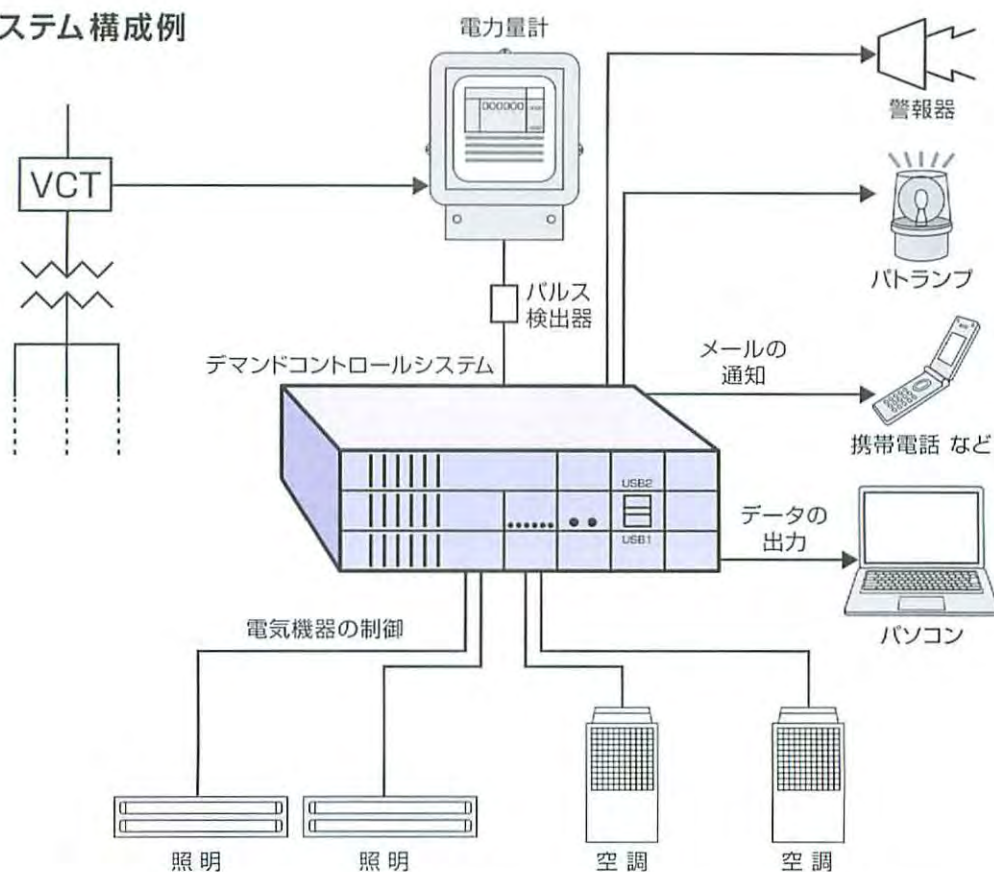 ステム構成例
電力量計
000000
VCT
警報器
パトランプ
パルス
検出器
デマンドコントロールシステム
メールの
通知
携帯電話 など
USB2
USB1
データの
出力
パソコン
電気機器の制御
照明
照明
空調
空調